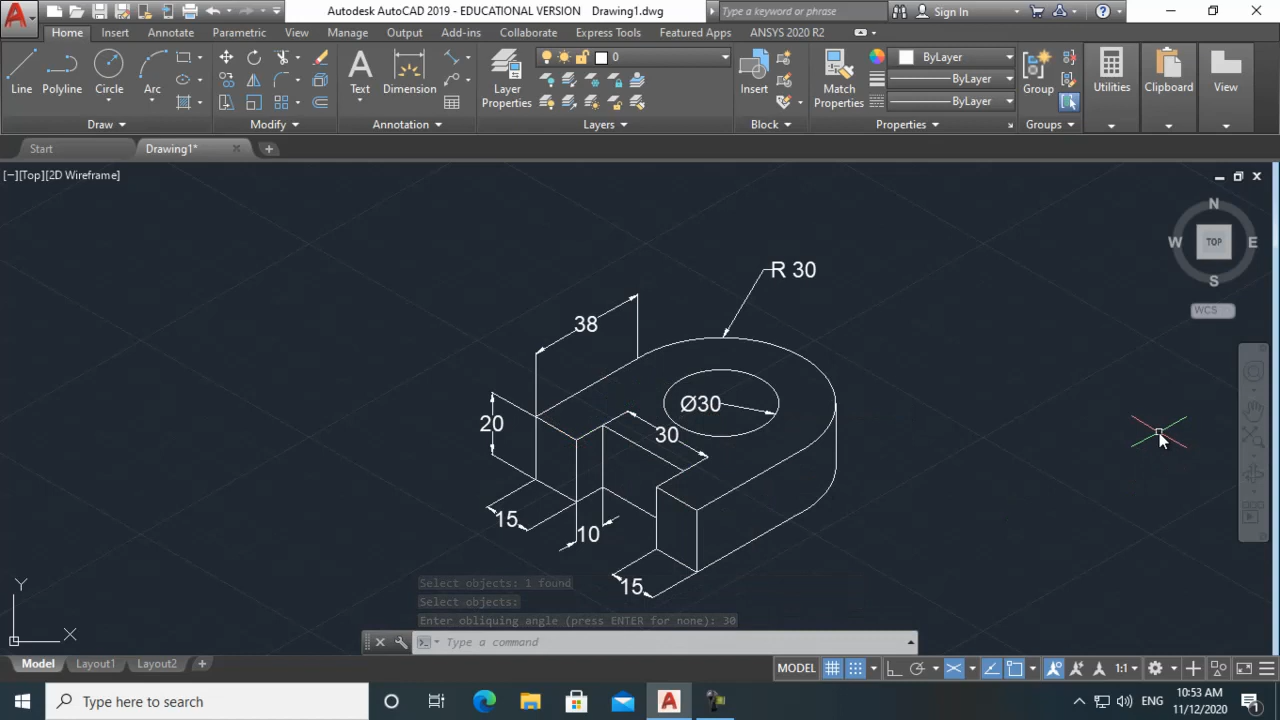 Autodesk AutoCAD 2019 - EDUCATIONAL VERSION Drawing1.dwg
Type a keyword or phrase
Sign In
Home Insert Annotate Parametric View Manage Output Add-ins Collaborate Express Tools Featured Apps ANSYS 2020 R2
0
ByLayer
ByLayer
ByLayer
Line Polyline Circle Arc Text Dimension Layer Properties Insert Match Properties Group Utilities Clipboard View
Draw Modify Annotation Layers Block Properties Groups
Start Drawing1* +
[−][Top][2D Wireframe]
N
W TOP E
S
WCS
R 30
38
Ø30
20
30
15
10
15
Y
X
Select objects: 1 found
Select objects:
Enter obliquing angle (press ENTER for none): 30
Type a command
Model Layout1 Layout2 +
MODEL 1:1
Type here to search
ENG
10:53 AM
11/12/2020
1